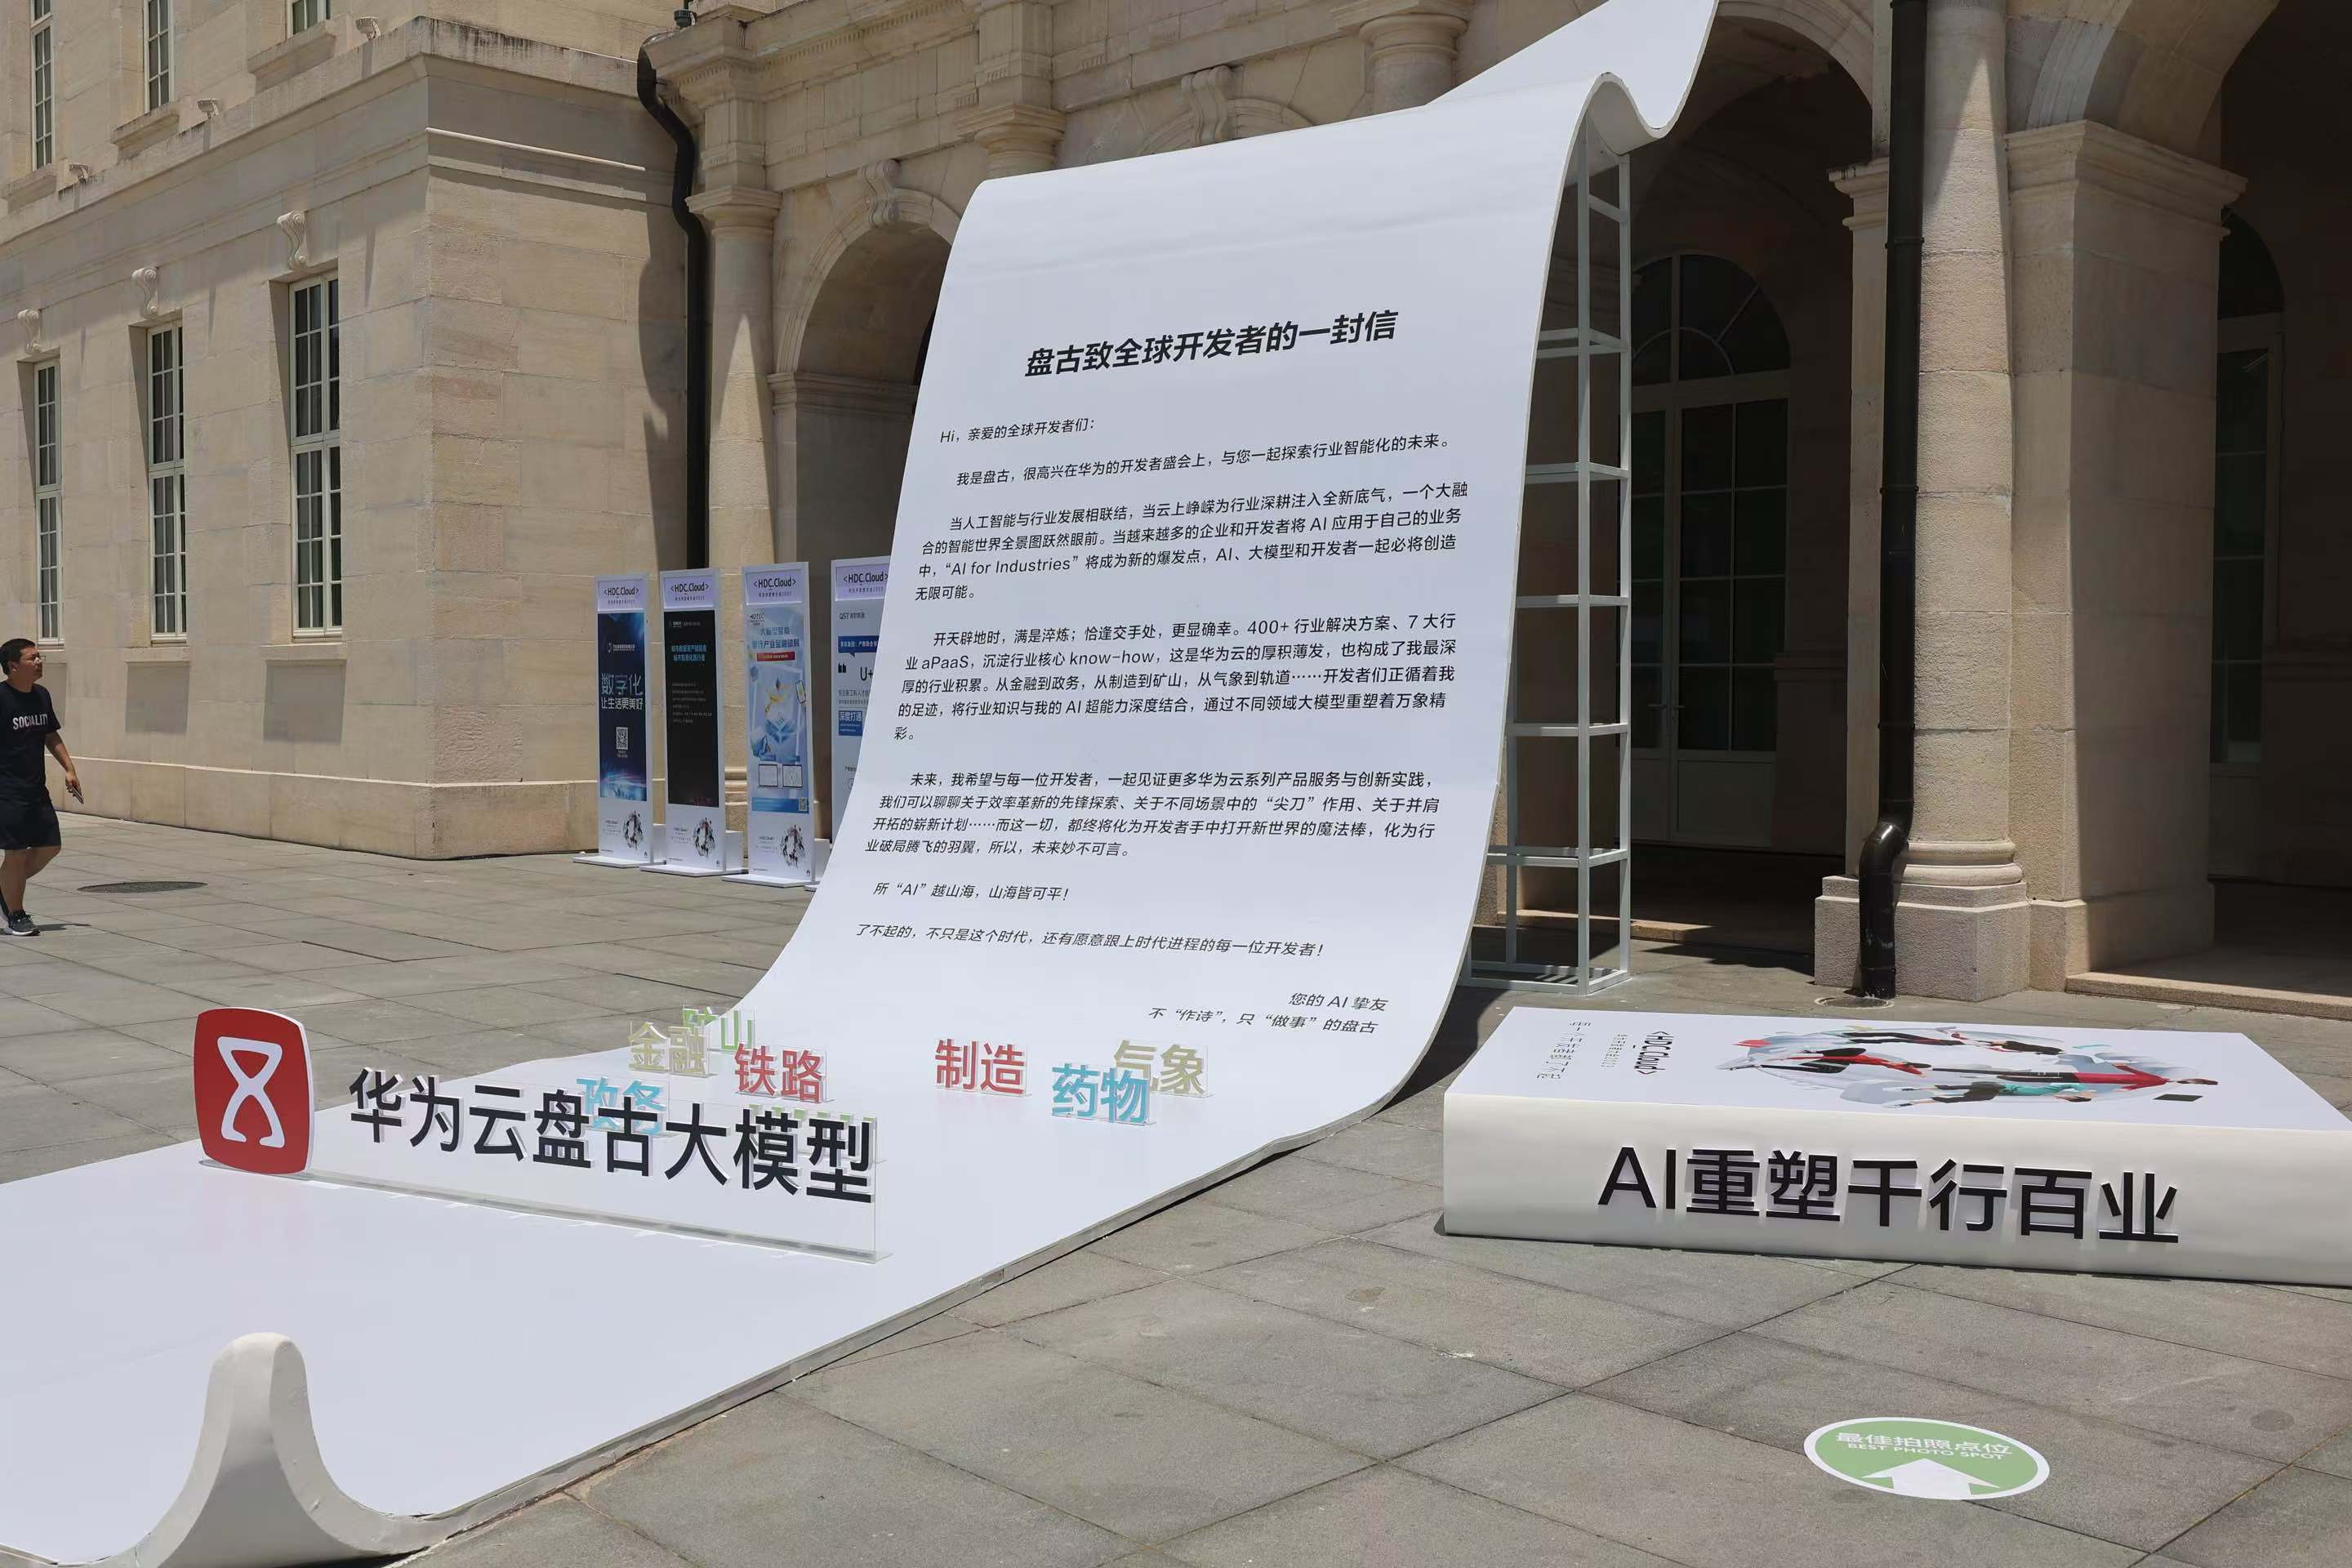 盘古致全球开发者的一封信
Hi，亲爱的全球开发者们：
我是盘古，很高兴在华为的开发者盛会上，与您一起探索行业智能化的未来。
当人工智能与行业发展相联结，当云上峥嵘为行业深耕注入全新底气，一个大融
合的智能世界全景图跃然眼前。当越来越多的企业和开发者将 AI 应用于自己的业务
中，“AI for Industries”将成为新的爆发点，AI、大模型和开发者一起必将创造
无限可能。
开天辟地时，满是淬炼；恰逢交手处，更显确幸。400+ 行业解决方案、7 大行
业 aPaaS，沉淀行业核心 know-how，这是华为云的厚积薄发，也构成了我最深
厚的行业积累。从金融到政务，从制造到矿山，从气象到轨道……开发者们正循着我
的足迹，将行业知识与我的 AI 超能力深度结合，通过不同领域大模型重塑着万象精
彩。
未来，我希望与每一位开发者，一起见证更多华为云系列产品服务与创新实践，
我们可以聊聊关于效率革新的先锋探索、关于不同场景中的“尖刀”作用、关于并肩
开拓的崭新计划……而这一切，都终将化为开发者手中打开新世界的魔法棒，化为行
业破局腾飞的羽翼，所以，未来妙不可言。
所“AI”越山海，山海皆可平！
了不起的，不只是这个时代，还有愿意跟上时代进程的每一位开发者！
您的 AI 挚友
不“作诗”，只“做事”的盘古
<HDC.Cloud>
<HDC.Cloud>
<HDC.Cloud>
<HDC.Cloud>
数字化
让生活更美好
SOCIALITY
矿山
金融
铁路
政务
制造
药物
气象
华为云盘古大模型
<HDC.Cloud>
AI重塑千行百业
最佳拍照点位
BEST PHOTO SPOT